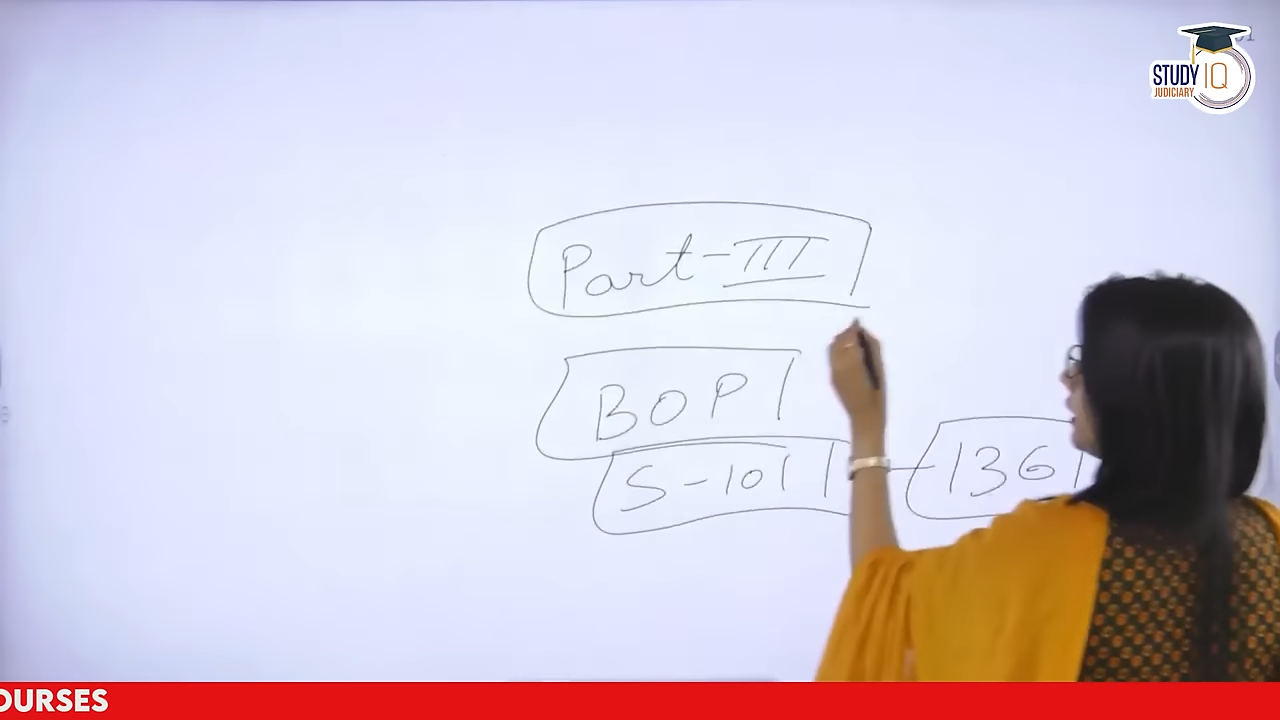 STUDY IQ
JUDICIARY
Part-III
BOP
S-101 - 136
OURSES